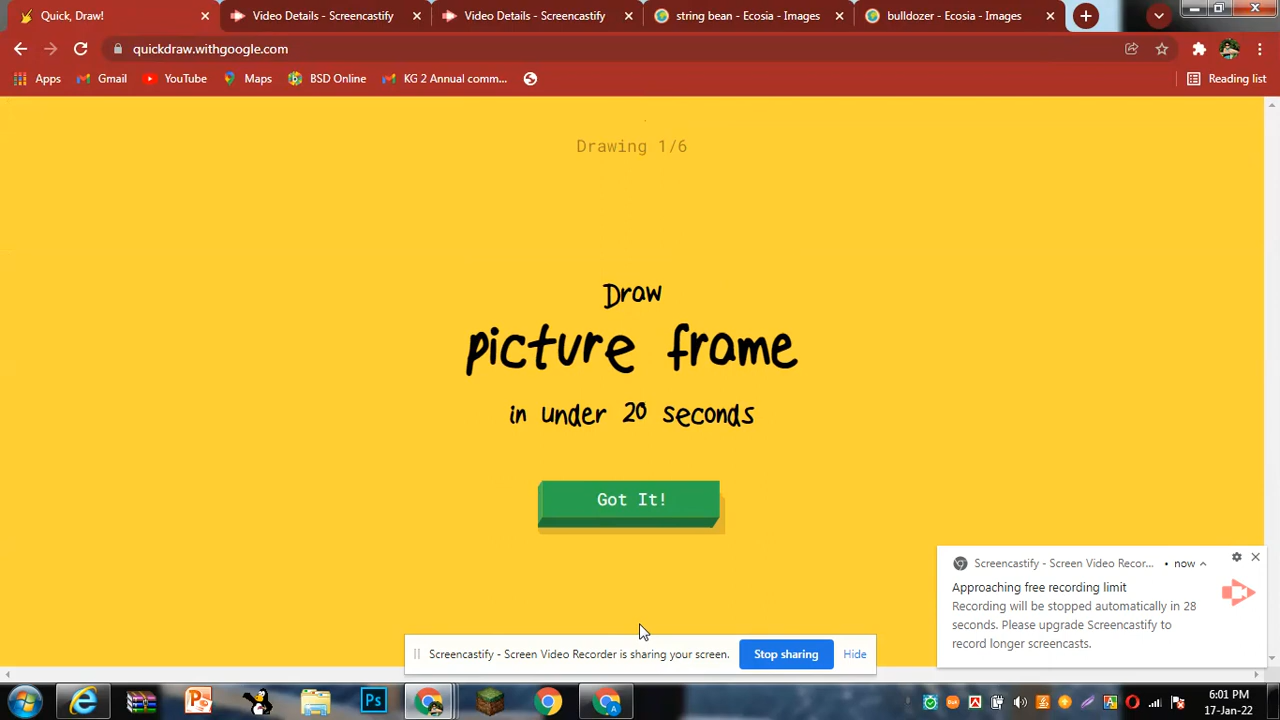 Quick, Draw!
Video Details - Screencastify
Video Details - Screencastify
string bean - Ecosia - Images
bulldozer - Ecosia - Images
quickdraw.withgoogle.com
Apps
Gmail
YouTube
Maps
BSD Online
KG 2 Annual comm...
Reading list
Drawing 1/6
Draw
picture frame
in under 20 seconds
Got It!
Screencastify - Screen Video Recor... • now
Approaching free recording limit
Recording will be stopped automatically in 28
seconds. Please upgrade Screencastify to
record longer screencasts.
Screencastify - Screen Video Recorder is sharing your screen.
Stop sharing
Hide
Ps
6:01 PM
17-Jan-22